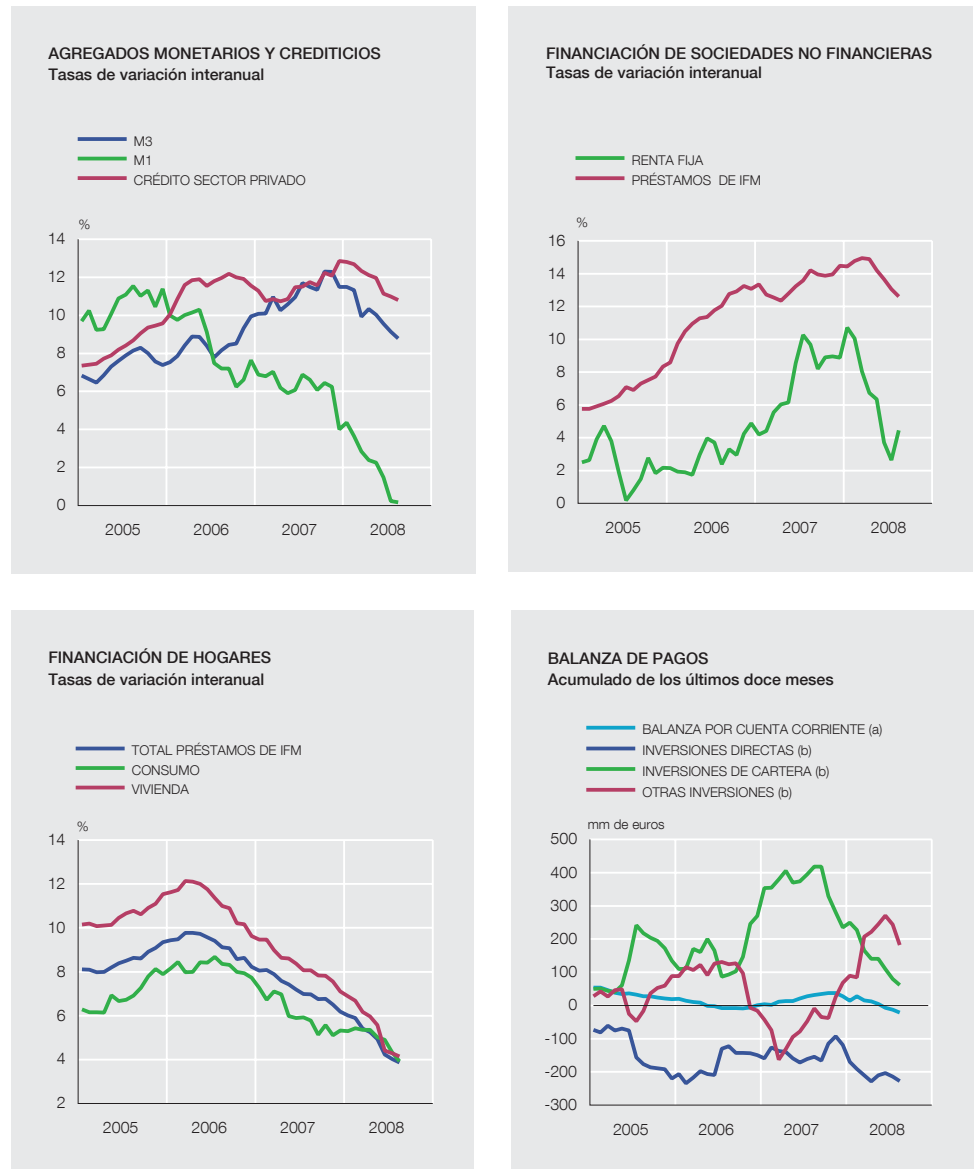 AGREGADOS MONETARIOS Y CREDITICIOS
Tasas de variación interanual
M3
M1
CRÉDITO SECTOR PRIVADO
%
14
12
10
8
6
4
2
0
2005 2006 2007 2008
FINANCIACIÓN DE SOCIEDADES NO FINANCIERAS
Tasas de variación interanual
RENTA FIJA
PRÉSTAMOS DE IFM
%
16
14
12
10
8
6
4
2
0
2005 2006 2007 2008
FINANCIACIÓN DE HOGARES
Tasas de variación interanual
TOTAL PRÉSTAMOS DE IFM
CONSUMO
VIVIENDA
%
14
12
10
8
6
4
2
2005 2006 2007 2008
BALANZA DE PAGOS
Acumulado de los últimos doce meses
BALANZA POR CUENTA CORRIENTE (a)
INVERSIONES DIRECTAS (b)
INVERSIONES DE CARTERA (b)
OTRAS INVERSIONES (b)
mm de euros
500
400
300
200
100
0
-100
-200
-300
2005 2006 2007 2008